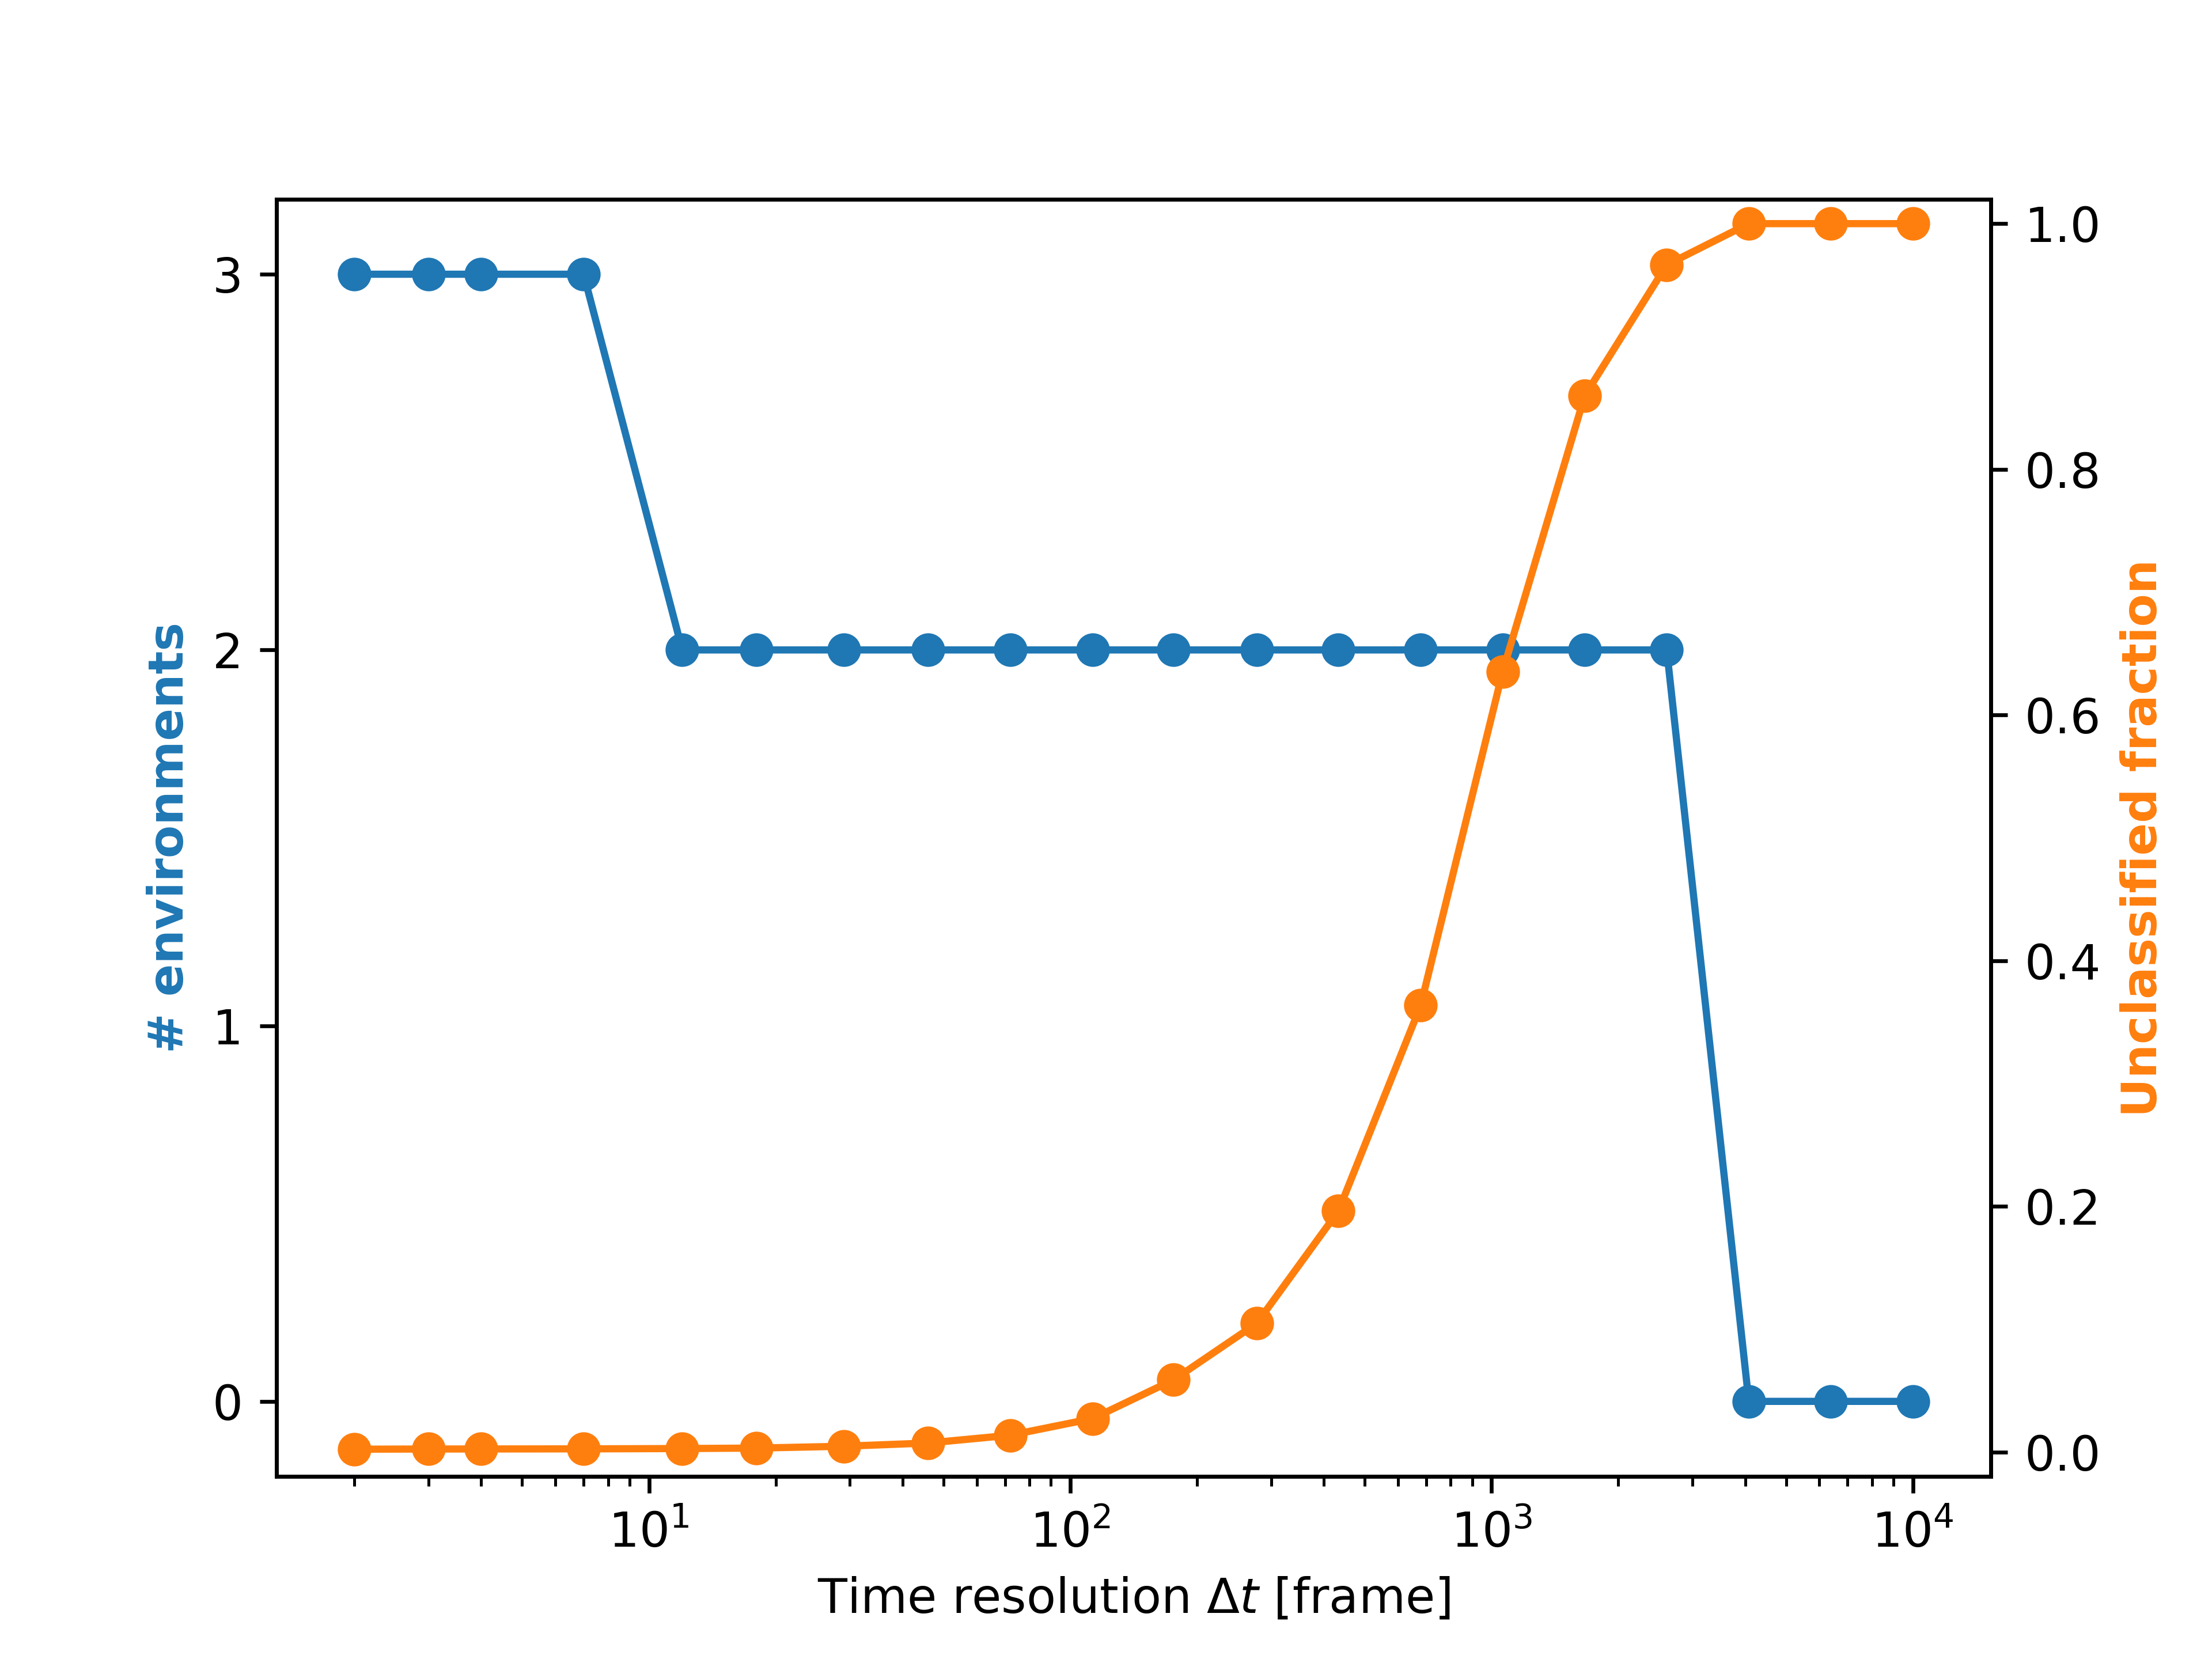 # environments
3
2
1
0
1.0
0.8
0.6
0.4
0.2
0.0
Unclassified fraction
10¹ 10² 10³ 10⁴
Time resolution Δt [frame]